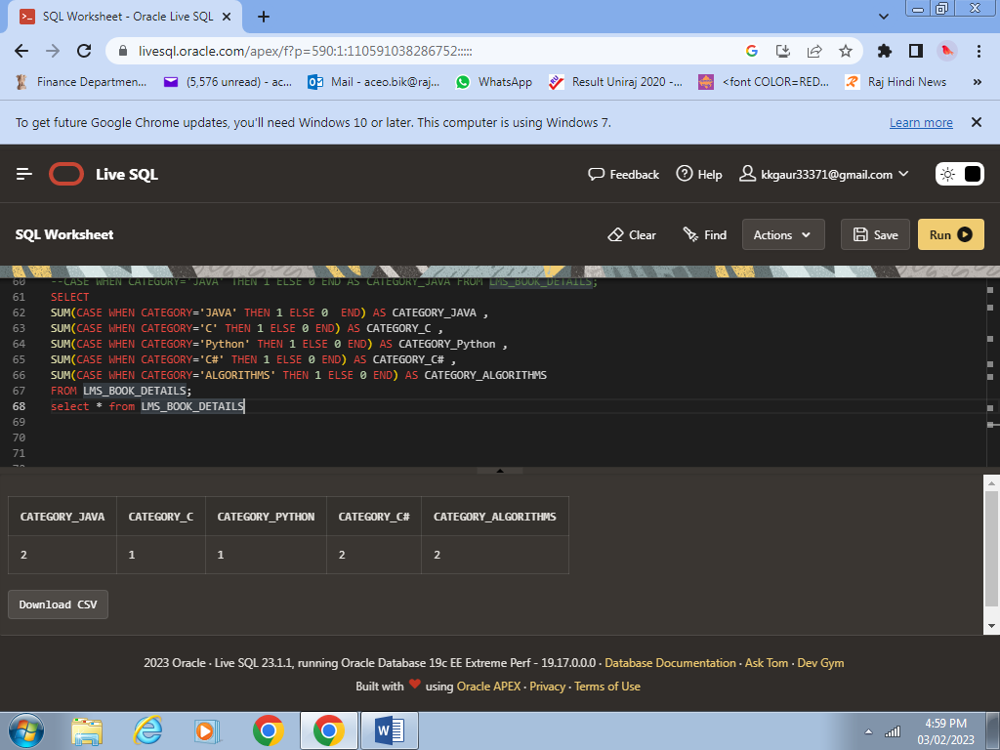 SQL Worksheet - Oracle Live SQL
livesql.oracle.com/apex/f?p=590:1:110591038286752:::::
Finance Departmen... (5,576 unread) - ac... Mail - aceo.bik@raj... WhatsApp Result Uniraj 2020 -... <font COLOR=RED... Raj Hindi News »
To get future Google Chrome updates, you'll need Windows 10 or later. This computer is using Windows 7. Learn more
Live SQL Feedback Help kkgaur33371@gmail.com
SQL Worksheet Clear Find Actions Save Run
60 --CASE WHEN CATEGORY='JAVA' THEN 1 ELSE 0 END AS CATEGORY_JAVA FROM LMS_BOOK_DETAILS;
61 SELECT
62 SUM(CASE WHEN CATEGORY='JAVA' THEN 1 ELSE 0  END) AS CATEGORY_JAVA ,
63 SUM(CASE WHEN CATEGORY='C' THEN 1 ELSE 0 END) AS CATEGORY_C ,
64 SUM(CASE WHEN CATEGORY='Python' THEN 1 ELSE 0 END) AS CATEGORY_Python ,
65 SUM(CASE WHEN CATEGORY='C#' THEN 1 ELSE 0 END) AS CATEGORY_C# ,
66 SUM(CASE WHEN CATEGORY='ALGORITHMS' THEN 1 ELSE 0 END) AS CATEGORY_ALGORITHMS
67 FROM LMS_BOOK_DETAILS;
68 select * from LMS_BOOK_DETAILS
69
70
71
CATEGORY_JAVA CATEGORY_C CATEGORY_PYTHON CATEGORY_C# CATEGORY_ALGORITHMS
2 1 1 2 2
Download CSV
2023 Oracle · Live SQL 23.1.1, running Oracle Database 19c EE Extreme Perf - 19.17.0.0.0 · Database Documentation · Ask Tom · Dev Gym
Built with ❤ using Oracle APEX · Privacy · Terms of Use
4:59 PM
03/02/2023